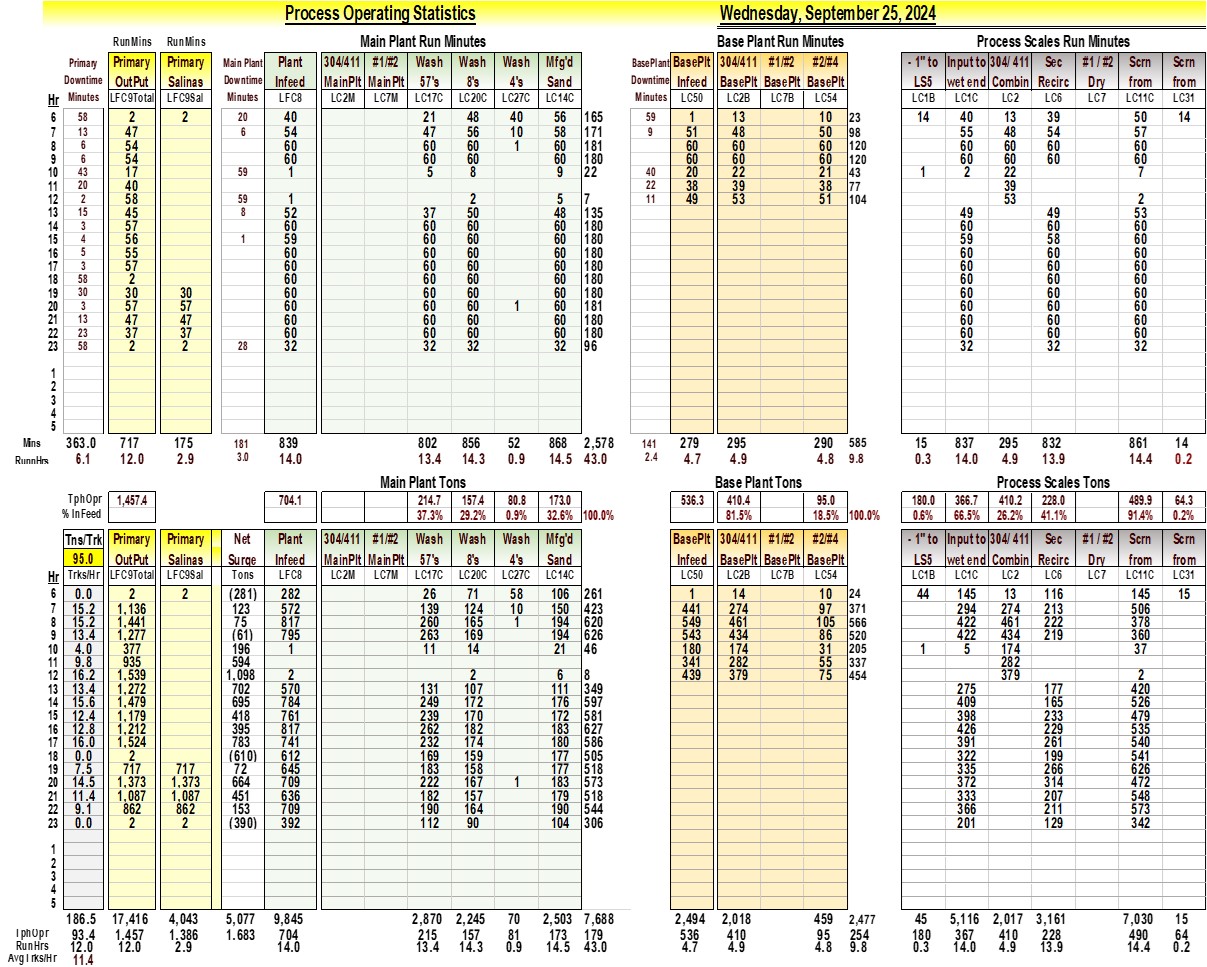 Process Operating Statistics Wednesday, September 25, 2024
RunMins RunMins Main Plant Run Minutes Base Plant Run Minutes Process Scales Run Minutes
Primary Primary Primary Main Plant Plant 304/411 #1/#2 Wash Wash Wash Mfg'd BasePlant BasePlt 304/411 #1/#2 #2/#4 - 1" to Input to 304/ 411 Sec #1 / #2 Scrn Scrn
Downtime OutPut Salinas Downtime Infeed MainPlt MainPlt 57's 8's 4's Sand Downtime Infeed BasePlt BasePlt BasePlt LS5 wet end Combin Recirc Dry from from
Hr Minutes LFC9Total LFC9Sal Minutes LFC8 LC2M LC7M LC17C LC20C LC27C LC14C Minutes LC50 LC2B LC7B LC54 LC1B LC1C LC2 LC6 LC7 LC11C LC31
6 58 2 2 20 40 21 48 40 56 165 59 1 13 10 23 14 40 13 39 50 14
7 13 47 6 54 47 56 10 58 171 9 51 48 50 98 55 48 54 57
8 6 54 60 60 60 1 60 181 60 60 60 120 60 60 60 60
9 6 54 60 60 60 60 180 60 60 60 120 60 60 60 60
10 43 17 59 1 5 8 9 22 40 20 22 21 43 1 2 22 7
11 20 40 22 38 39 38 77 39
12 2 58 59 1 2 5 7 11 49 53 51 104 53 2
13 15 45 8 52 37 50 48 135 49 49 53
14 3 57 60 60 60 60 180 60 60 60
15 4 56 1 59 60 60 60 180 59 58 60
16 5 55 60 60 60 60 180 60 60 60
17 3 57 60 60 60 60 180 60 60 60
18 58 2 60 60 60 60 180 60 60 60
19 30 30 30 60 60 60 60 180 60 60 60
20 3 57 57 60 60 60 1 60 181 60 60 60
21 13 47 47 60 60 60 60 180 60 60 60
22 23 37 37 60 60 60 60 180 60 60 60
23 58 2 2 28 32 32 32 32 96 32 32 32
1
2
3
4
5
Mins 363.0 717 175 181 839 802 856 52 868 2,578 141 279 295 290 585 15 837 295 832 861 14
RunnHrs 6.1 12.0 2.9 3.0 14.0 13.4 14.3 0.9 14.5 43.0 2.4 4.7 4.9 4.8 9.8 0.3 14.0 4.9 13.9 14.4 0.2
Main Plant Tons Base Plant Tons Process Scales Tons
TphOpr 1,457.4 704.1 214.7 157.4 80.8 173.0 536.3 410.4 95.0 180.0 366.7 410.2 228.0 489.9 64.3
% InFeed 37.3% 29.2% 0.9% 32.6% 100.0% 81.5% 18.5% 100.0% 0.6% 66.5% 26.2% 41.1% 91.4% 0.2%
Tns/Trk Primary Primary Net Plant 304/411 #1/#2 Wash Wash Wash Mfg'd BasePlt 304/411 #1/#2 #2/#4 - 1" to Input to 304/ 411 Sec #1 / #2 Scrn Scrn
95.0 OutPut Salinas Surge Infeed MainPlt MainPlt 57's 8's 4's Sand Infeed BasePlt BasePlt BasePlt LS5 wet end Combin Recirc Dry from from
Hr Trks/Hr LFC9Total LFC9Sal Tons LFC8 LC2M LC7M LC17C LC20C LC27C LC14C LC50 LC2B LC7B LC54 LC1B LC1C LC2 LC6 LC7 LC11C LC31
6 0.0 2 2 (281) 282 26 71 58 106 261 1 14 10 24 44 145 13 116 145 15
7 15.2 1,136 123 572 139 124 10 150 423 441 274 97 371 294 274 213 506
8 15.2 1,441 75 817 260 165 1 194 620 549 461 105 566 422 461 222 378
9 13.4 1,277 (61) 795 263 169 194 626 543 434 86 520 422 434 219 360
10 4.0 377 196 1 11 14 21 46 180 174 31 205 1 5 174 37
11 9.8 935 594 341 282 55 337 282
12 16.2 1,539 1,098 2 2 6 8 439 379 75 454 379 2
13 13.4 1,272 702 570 131 107 111 349 275 177 420
14 15.6 1,479 695 784 249 172 176 597 409 165 526
15 12.4 1,179 418 761 239 170 172 581 398 233 479
16 12.8 1,212 395 817 262 182 183 627 426 229 535
17 16.0 1,524 783 741 232 174 180 586 391 261 540
18 0.0 2 (610) 612 169 159 177 505 322 199 541
19 7.5 717 717 72 645 183 158 177 518 335 266 626
20 14.5 1,373 1,373 664 709 222 167 1 183 573 372 314 472
21 11.4 1,087 1,087 451 636 182 157 179 518 333 207 548
22 9.1 862 862 153 709 190 164 190 544 366 211 573
23 0.0 2 2 (390) 392 112 90 104 306 201 129 342
1
2
3
4
5
186.5 17,416 4,043 5,077 9,845 2,870 2,245 70 2,503 7,688 2,494 2,018 459 2,477 45 5,116 2,017 3,161 7,030 15
TphOpr 93.4 1,457 1,386 1.683 704 215 157 81 173 179 536 410 95 254 180 367 410 228 490 64
RunHrs 12.0 12.0 2.9 14.0 13.4 14.3 0.9 14.5 43.0 4.7 4.9 4.8 9.8 0.3 14.0 4.9 13.9 14.4 0.2
Avg Trks/Hr 11.4